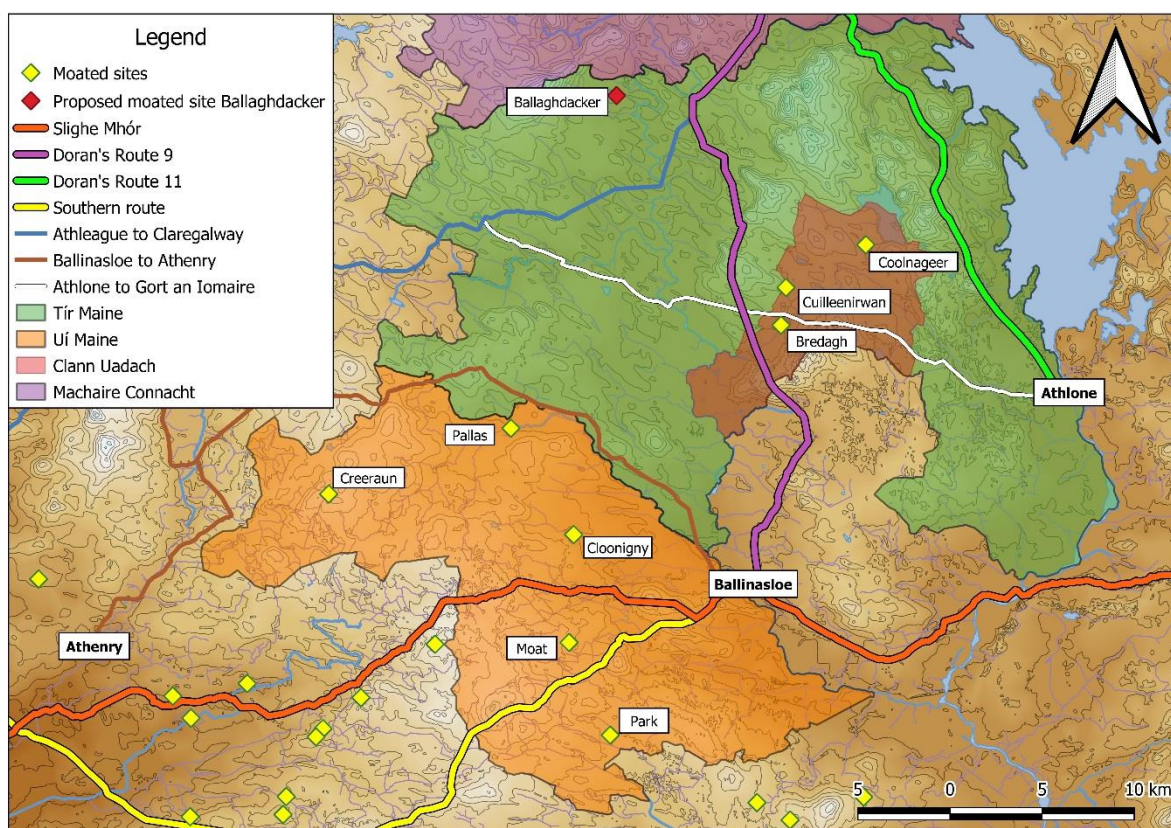 Legend
Moated sites
Proposed moated site Ballaghdacker
Slighe Mhór
Doran's Route 9
Doran's Route 11
Southern route
Athleague to Claregalway
Ballinasloe to Athenry
Athlone to Gort an Iomaire
Tír Maine
Uí Maine
Clann Uadach
Machaire Connacht
Ballaghdacker
Coolnageer
Cuilleenirwan
Bredagh
Athlone
Pallas
Creeraun
Cloonigny
Ballinasloe
Athenry
Moat
Park
5 0 5 10 km